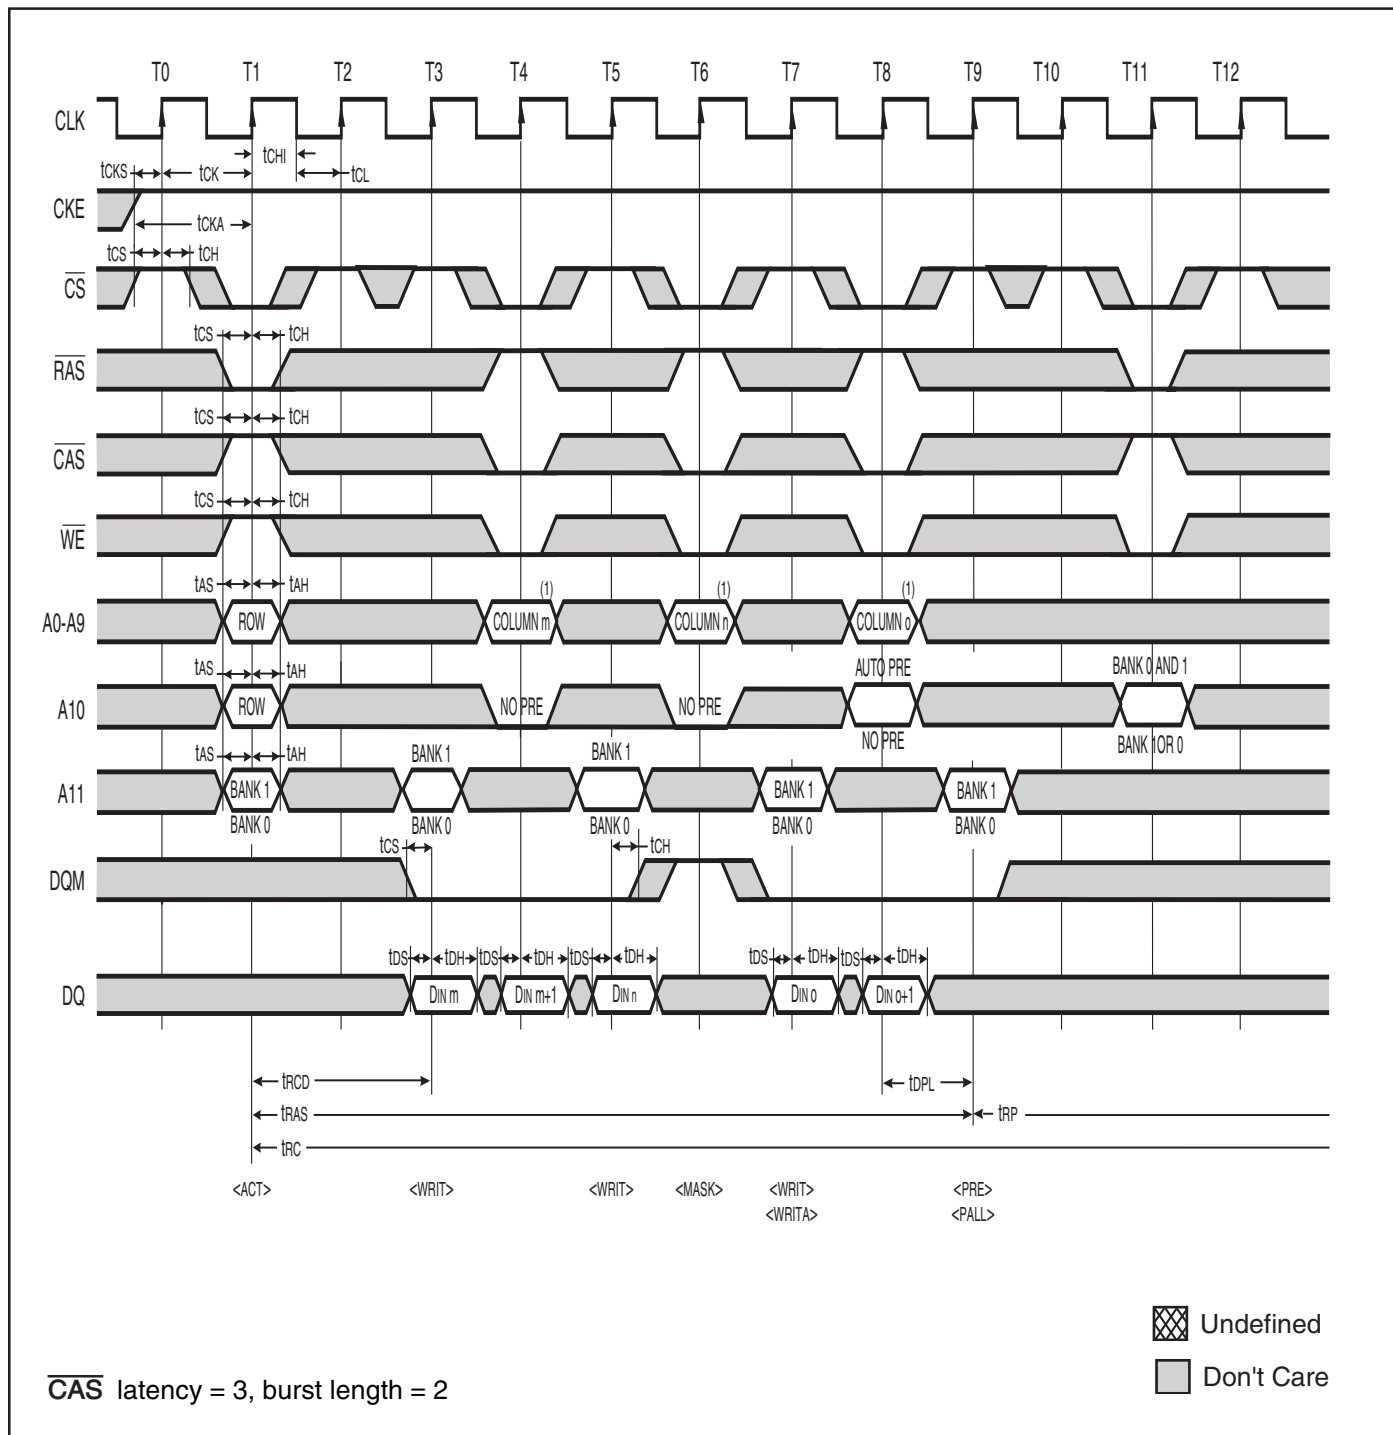 T0 T1 T2 T3 T4 T5 T6 T7 T8 T9 T10 T11 T12
CLK
tCHI
tCKS tCK tCL
CKE
tCKA
tCS tCH
CS
tCS tCH
RAS
tCS tCH
CAS
tCS tCH
WE
tAS tAH (1) (1) (1)
A0-A9 ROW COLUMN m COLUMN n COLUMN o
tAS tAH AUTO PRE BANK 0 AND 1
A10 ROW NO PRE NO PRE
NO PRE BANK 1 OR 0
tAS tAH BANK 1 BANK 1
A11 BANK 1 BANK 1 BANK 1
BANK 0 BANK 0 BANK 0 BANK 0 BANK 0
tCS tCH
DQM
tDS tDH tDS tDH tDS tDH tDS tDH tDS tDH
DQ DIN m DIN m+1 DIN n DIN o DIN o+1
tRCD tDPL
tRAS tRP
tRC
<ACT> <WRIT> <WRIT> <MASK> <WRIT> <PRE>
<WRITA> <PALL>
Undefined
Don't Care
CAS latency = 3, burst length = 2